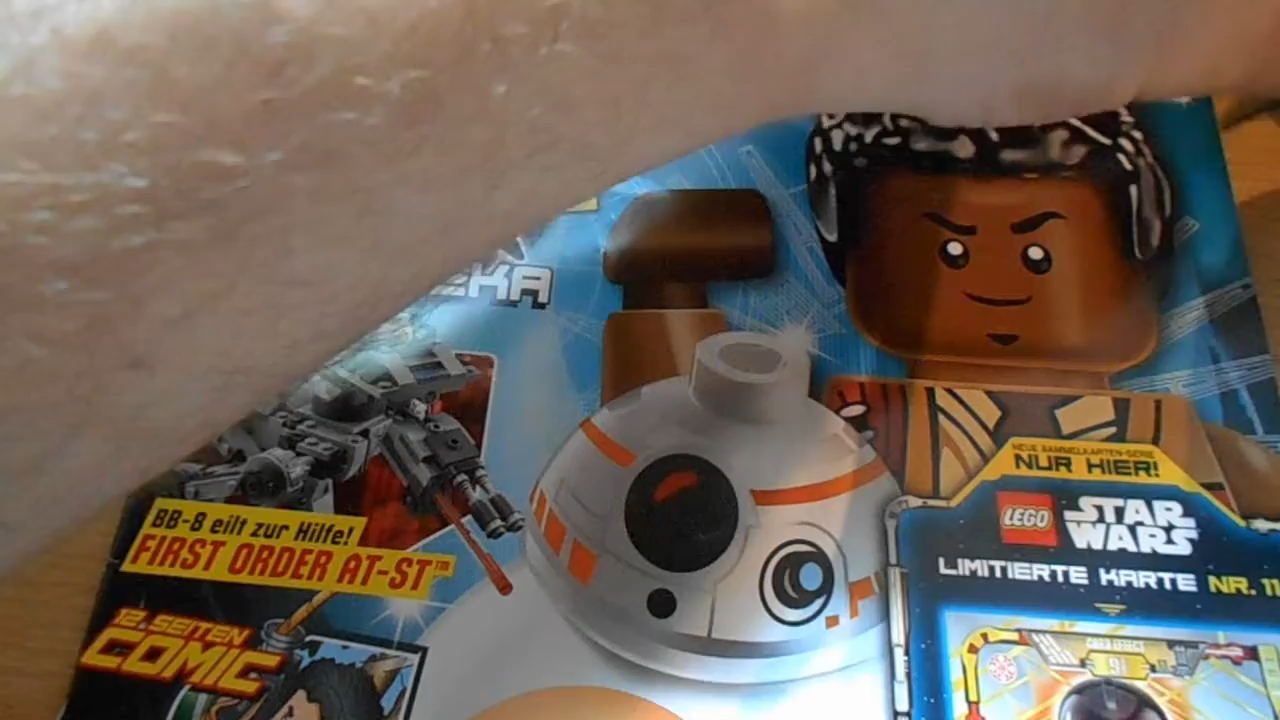 BB-8 eilt zur Hilfe!
FIRST ORDER AT-ST™
12 SEITEN
COMIC
NEUE SAMMELKARTEN-SERIE
NUR HIER!
LEGO
STAR
WARS
LIMITIERTE KARTE NR. 11